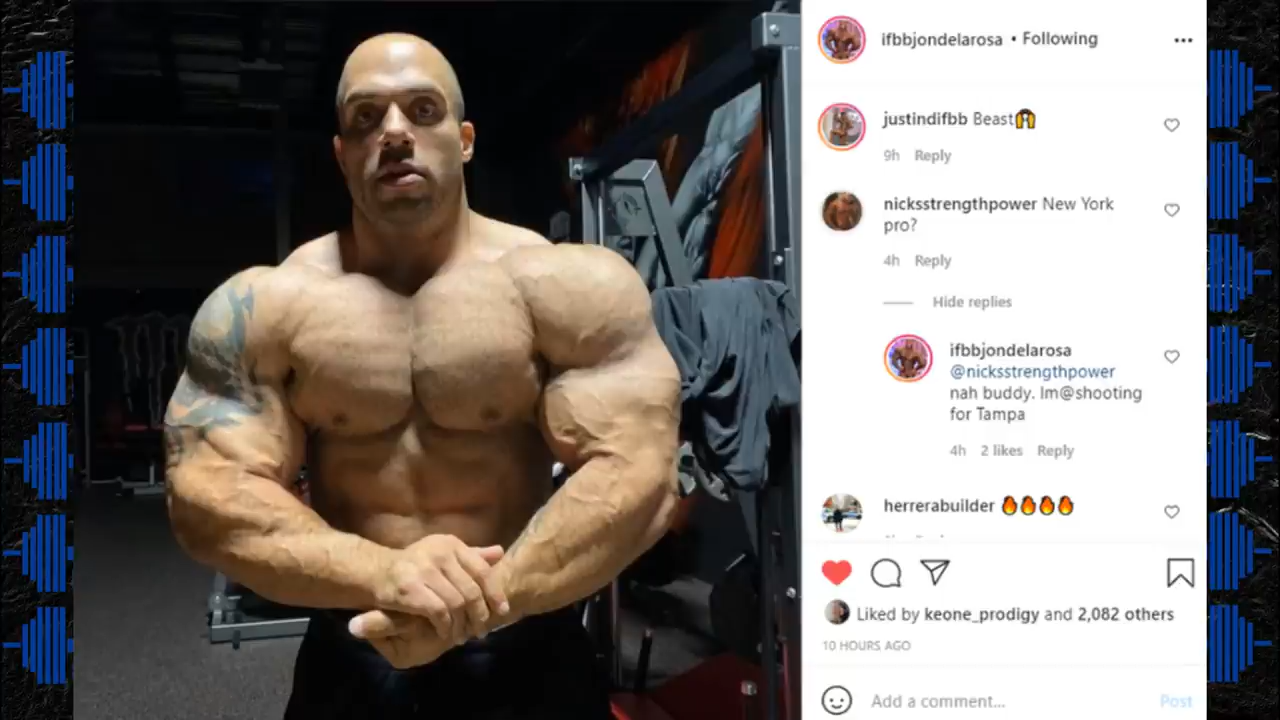 ifbbjondelarosa • Following
justindifbb Beast
9h Reply
nicksstrengthpower New York
pro?
4h Reply
Hide replies
ifbbjondelarosa
@nicksstrengthpower
nah buddy. Im@shooting
for Tampa
4h 2 likes Reply
herrerabuilder 🔥🔥🔥🔥
Liked by keone_prodigy and 2,082 others
10 HOURS AGO
Add a comment... Post